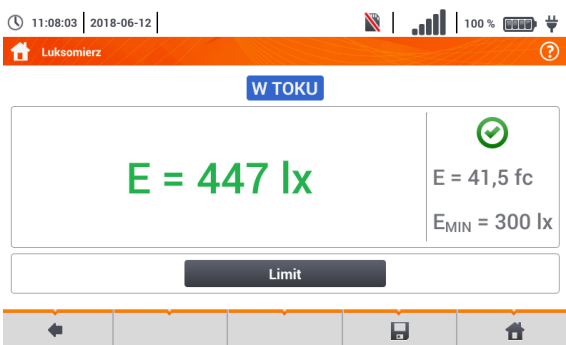 11:08:03 2018-06-12 100 %
Luksomierz ?
W TOKU
E = 447 lx
E = 41,5 fc
EMIN = 300 lx
Limit